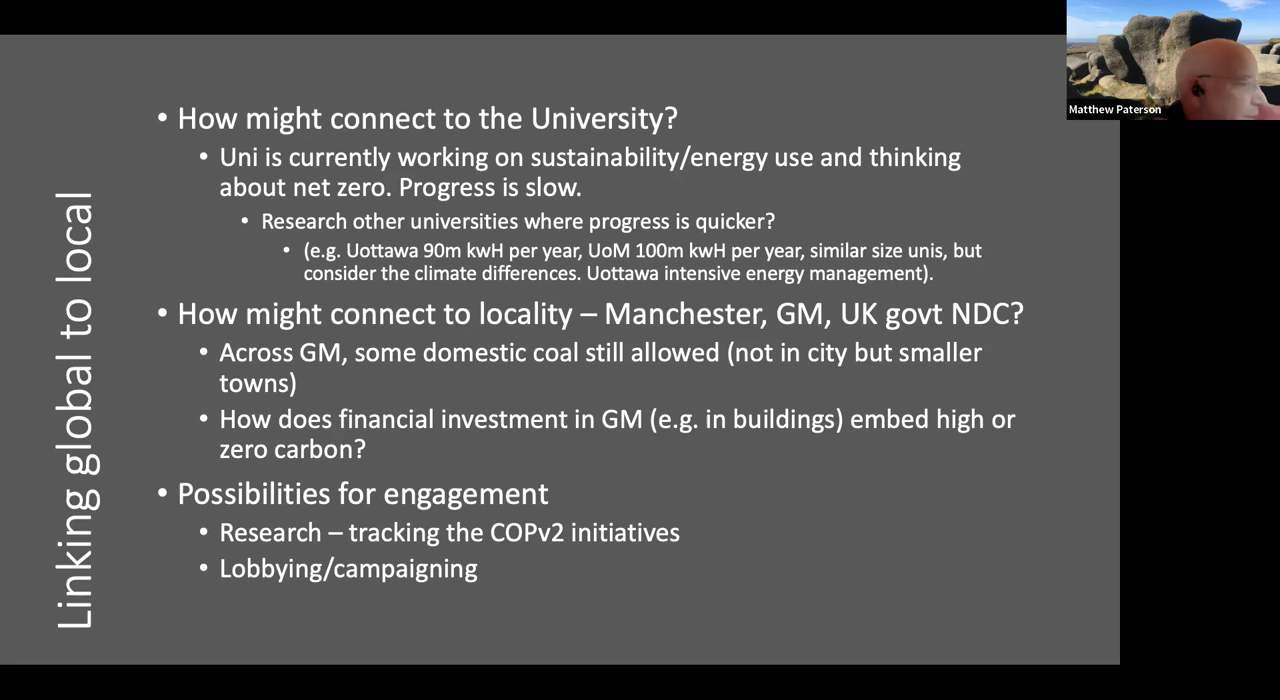 Linking global to local
• How might connect to the University?
• Uni is currently working on sustainability/energy use and thinking
about net zero. Progress is slow.
• Research other universities where progress is quicker?
• (e.g. Uottawa 90m kwH per year, UoM 100m kwH per year, similar size unis, but
consider the climate differences. Uottawa intensive energy management).
• How might connect to locality – Manchester, GM, UK govt NDC?
• Across GM, some domestic coal still allowed (not in city but smaller
towns)
• How does financial investment in GM (e.g. in buildings) embed high or
zero carbon?
• Possibilities for engagement
• Research – tracking the COPv2 initiatives
• Lobbying/campaigning
Matthew Paterson